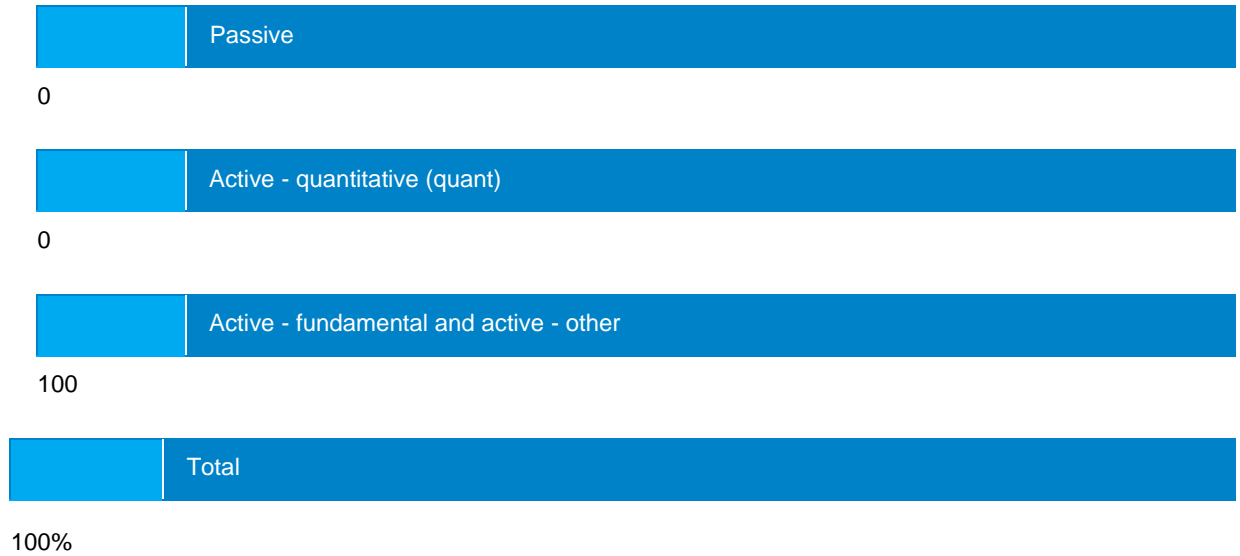 Passive
0
Active - quantitative (quant)
0
Active - fundamental and active - other
100
Total
100%